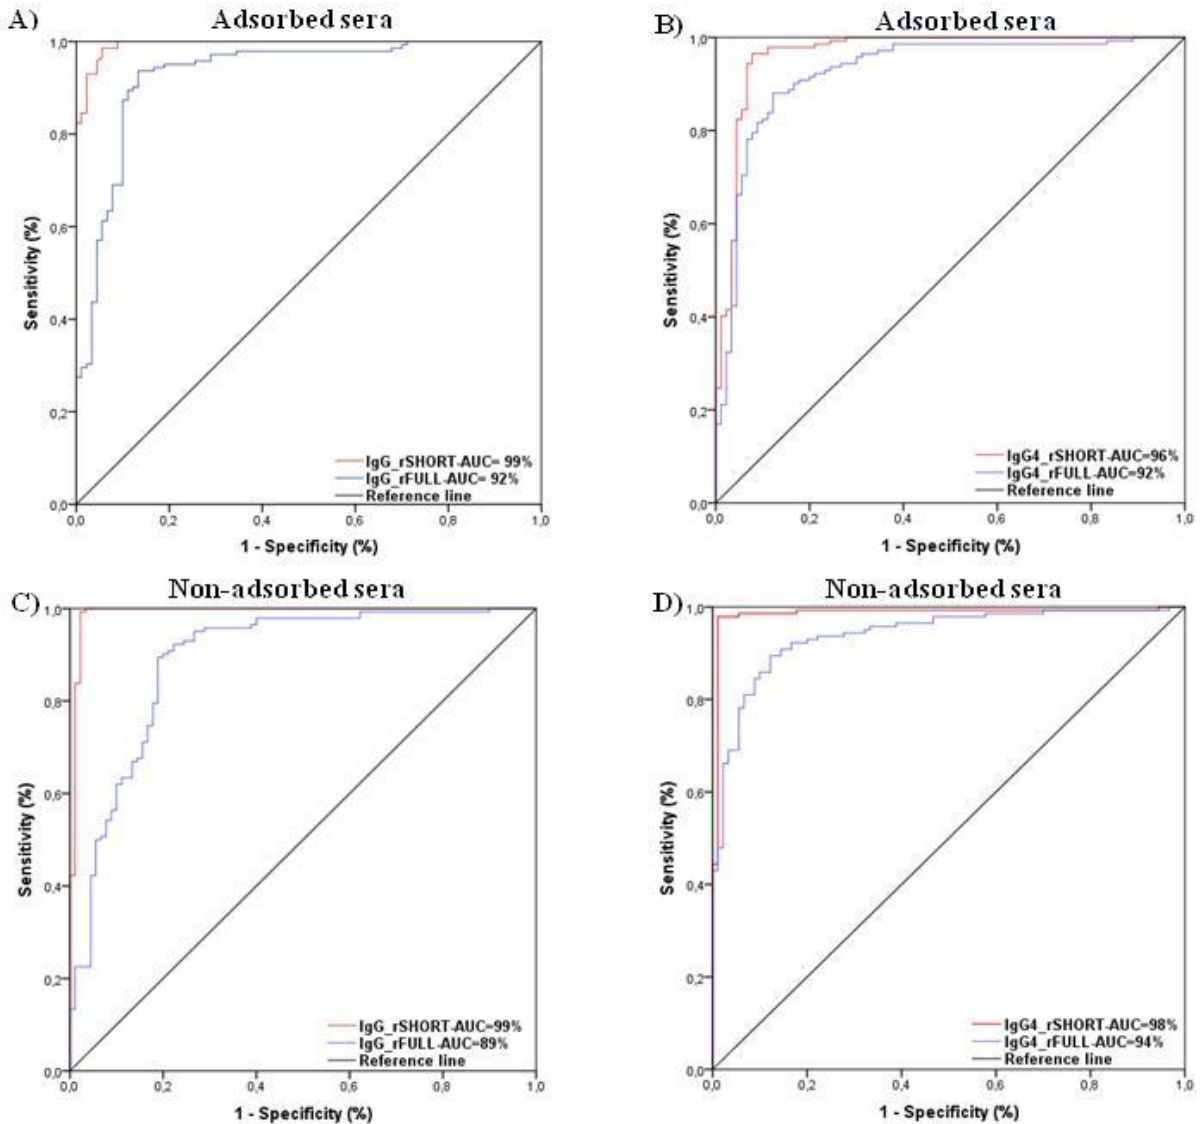 A) Adsorbed sera
1,0
0,8
0,6
0,4
0,2
0,0
Sensitivity (%)
IgG_rSHORT-AUC= 99%
IgG_rFULL-AUC= 92%
Reference line
0,0 0,2 0,4 0,6 0,8 1,0
1 - Specificity (%)
B) Adsorbed sera
1,0
0,8
0,6
0,4
0,2
0,0
Sensitivity (%)
IgG4_rSHORT-AUC=96%
IgG4_rFULL-AUC=92%
Reference line
0,0 0,2 0,4 0,6 0,8 1,0
1 - Specificity (%)
C) Non-adsorbed sera
1,0
0,8
0,6
0,4
0,2
0,0
Sensitivity (%)
IgG_rSHORT-AUC=99%
IgG_rFULL-AUC=89%
Reference line
0,0 0,2 0,4 0,6 0,8 1,0
1 - Specificity (%)
D) Non-adsorbed sera
1,0
0,8
0,6
0,4
0,2
0,0
Sensitivity (%)
IgG4_rSHORT-AUC=98%
IgG4_rFULL-AUC=94%
Reference line
0,0 0,2 0,4 0,6 0,8 1,0
1 - Specificity (%)